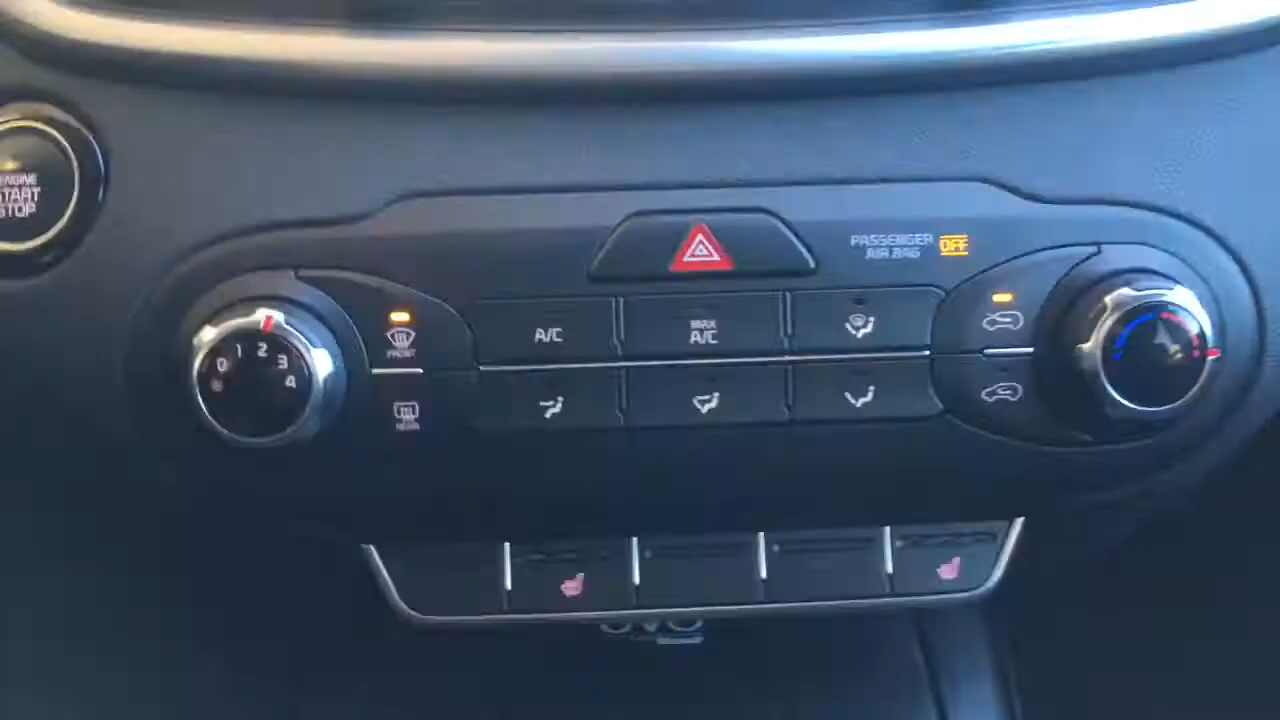 ENGINE
START
STOP
PASSENGER
AIR BAG
OFF
0 1 2 3 4
FRONT
A/C
MAX
A/C
REAR